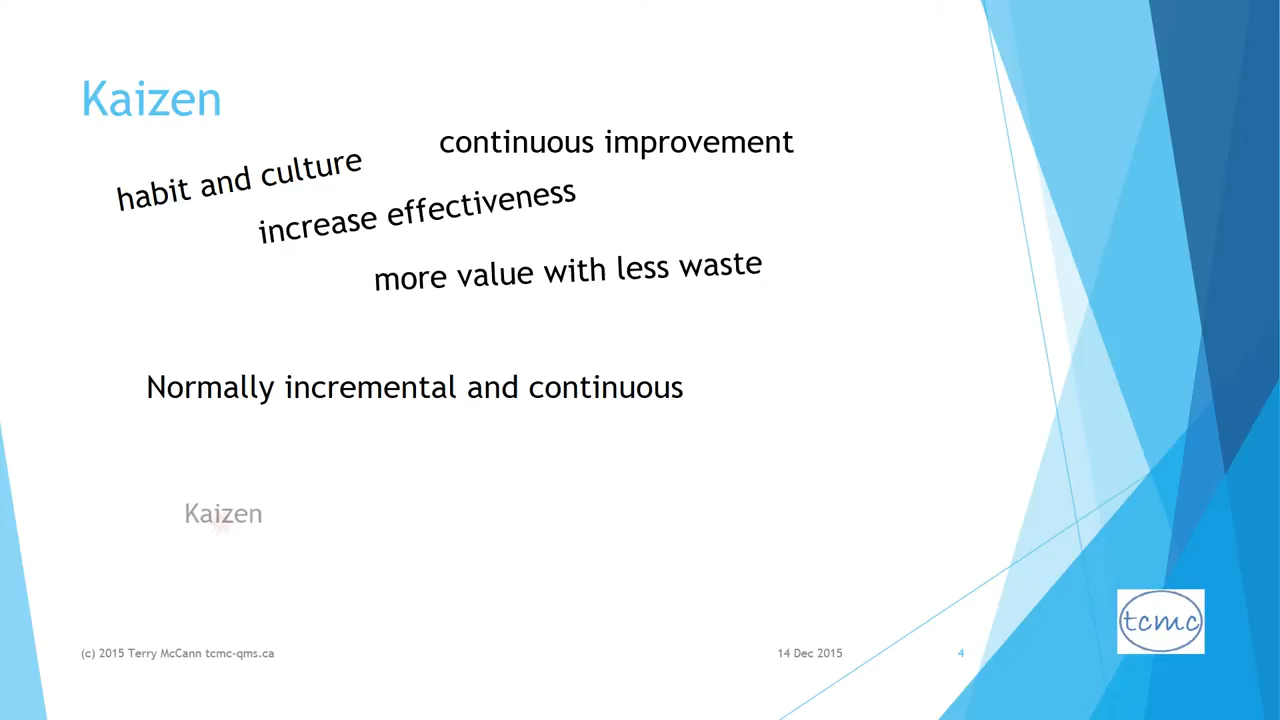 Kaizen
continuous improvement
habit and culture
increase effectiveness
more value with less waste
Normally incremental and continuous
Kaizen
tcmc
(c) 2015 Terry McCann tcmc-qms.ca
14 Dec 2015
4